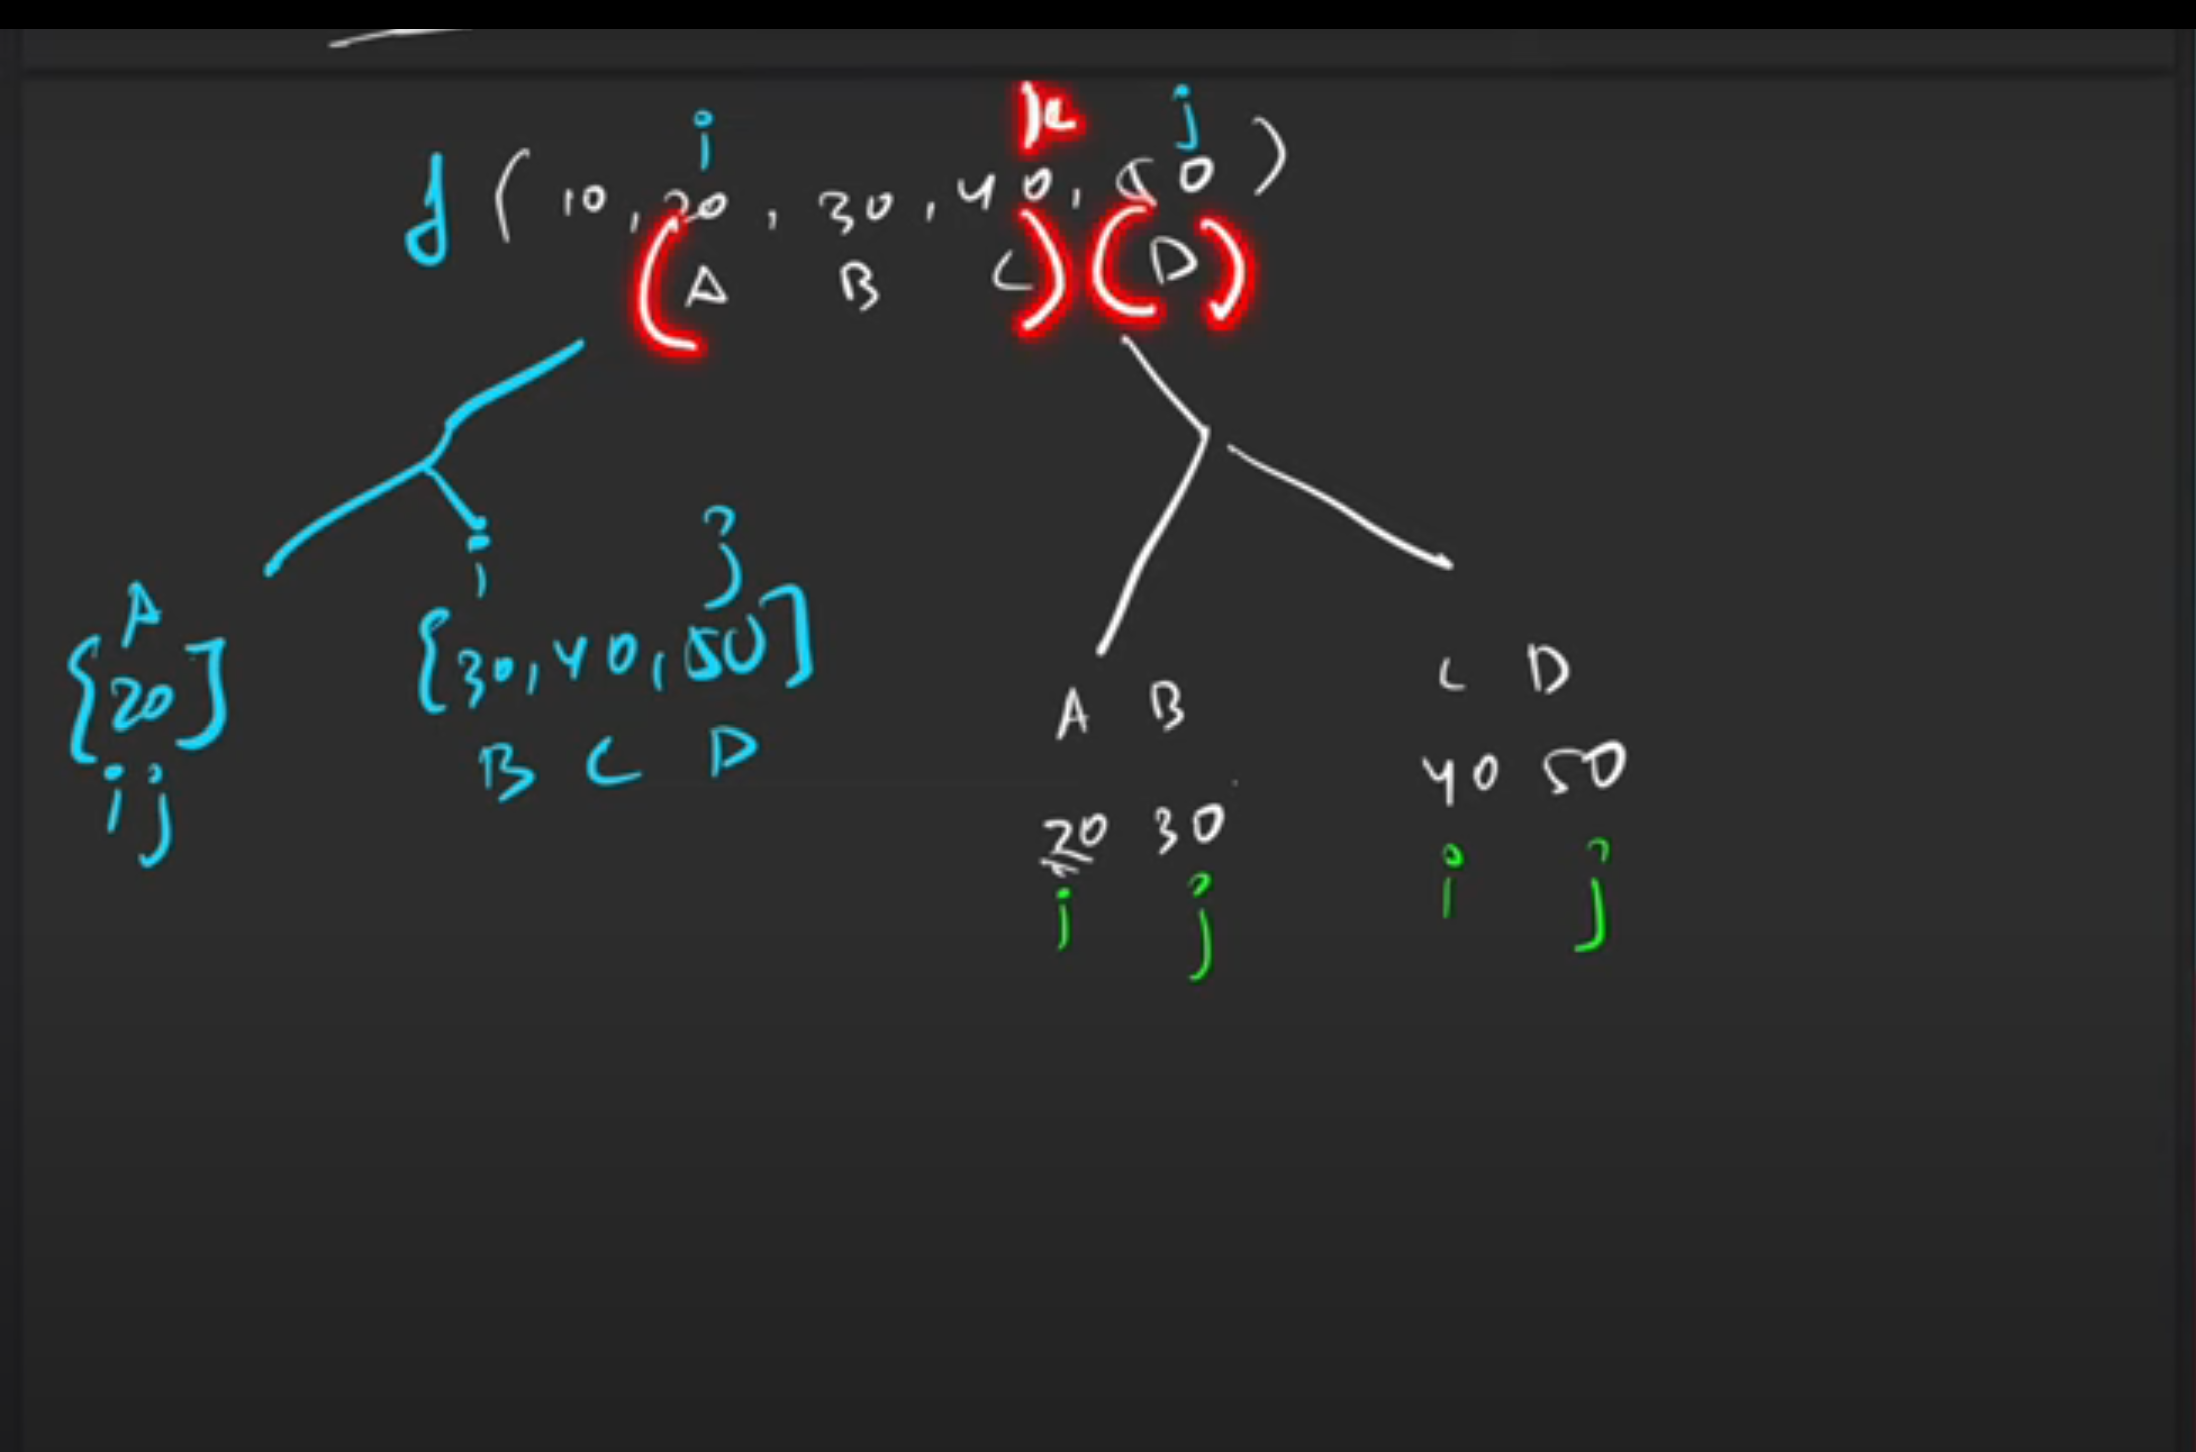 i k j
f ( 10, 20, 30, 40, 50 )
( A B C ) ( D )
i j
A
{ 20 ] { 30, 40, 50 ]
i j B C D
A B C D
20 30 40 50
i j i j